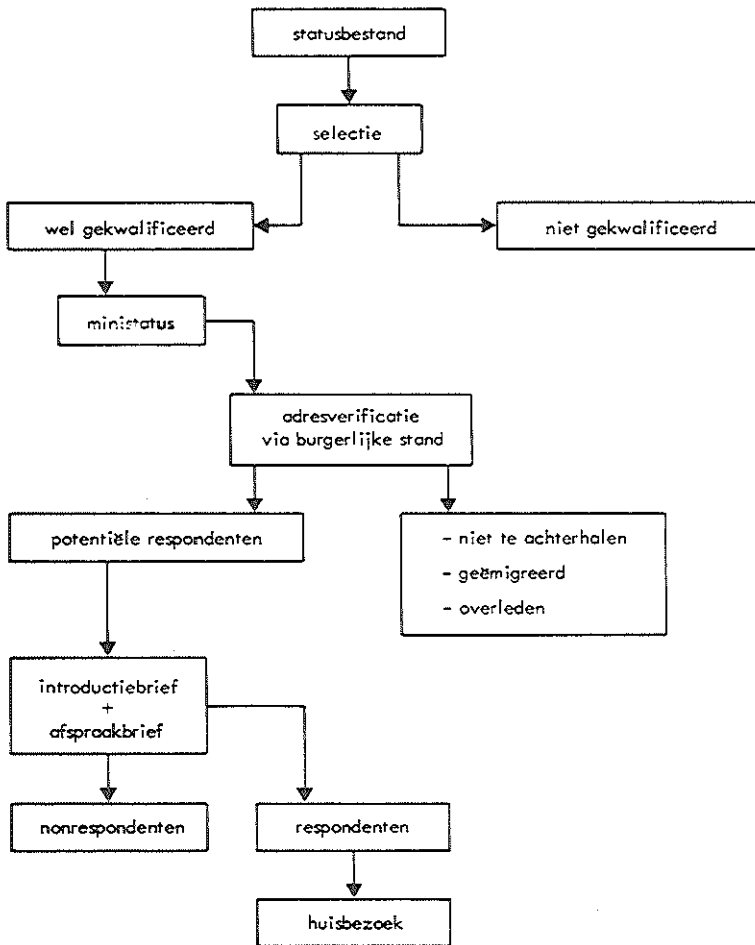 statusbestand
selectie
wel gekwalificeerd
niet gekwalificeerd
ministatus
adresverificatie
via burgerlijke stand
potentiële respondenten
- niet te achterhalen
- geëmigreerd
- overleden
introductiebrief
+
afspraakbrief
nonrespondenten
respondenten
huisbezoek